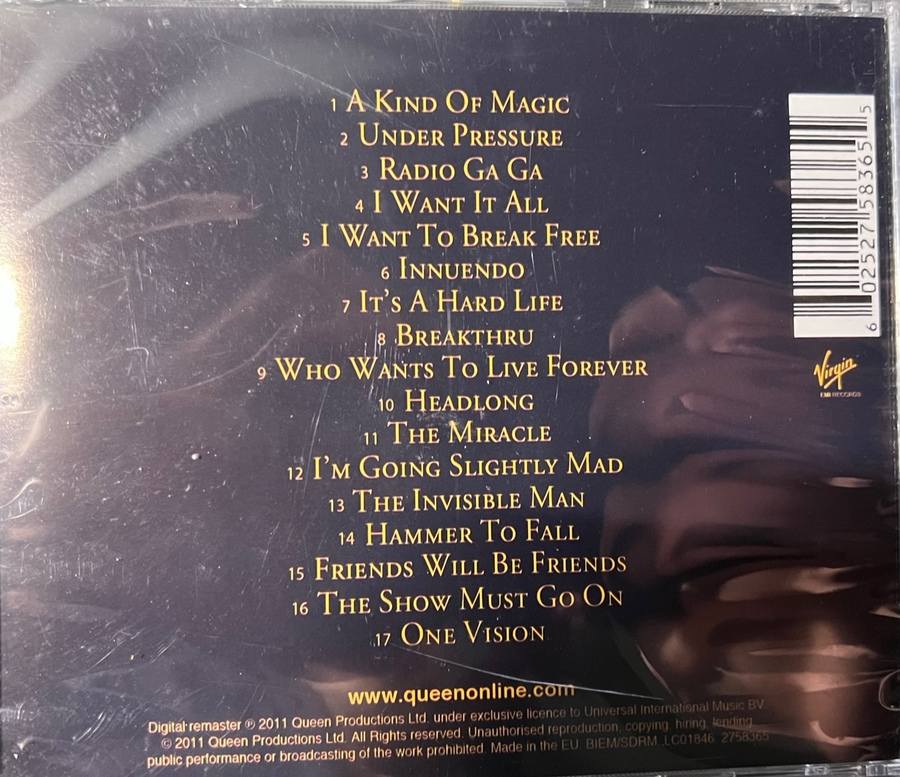 1 A KIND OF MAGIC
2 UNDER PRESSURE
3 RADIO GA GA
4 I WANT IT ALL
5 I WANT TO BREAK FREE
6 INNUENDO
7 IT'S A HARD LIFE
8 BREAKTHRU
9 WHO WANTS TO LIVE FOREVER
10 HEADLONG
11 THE MIRACLE
12 I'M GOING SLIGHTLY MAD
13 THE INVISIBLE MAN
14 HAMMER TO FALL
15 FRIENDS WILL BE FRIENDS
16 THE SHOW MUST GO ON
17 ONE VISION
www.queenonline.com
Digital remaster ℗ 2011 Queen Productions Ltd. under exclusive licence to Universal International Music BV
© 2011 Queen Productions Ltd. All Rights reserved. Unauthorised reproduction, copying, hiring, lending,
public performance or broadcasting of the work prohibited. Made in the EU. BIEM/SDRM. LC01846. 2758365
6 02527 58365 5
Virgin
EMI RECORDS